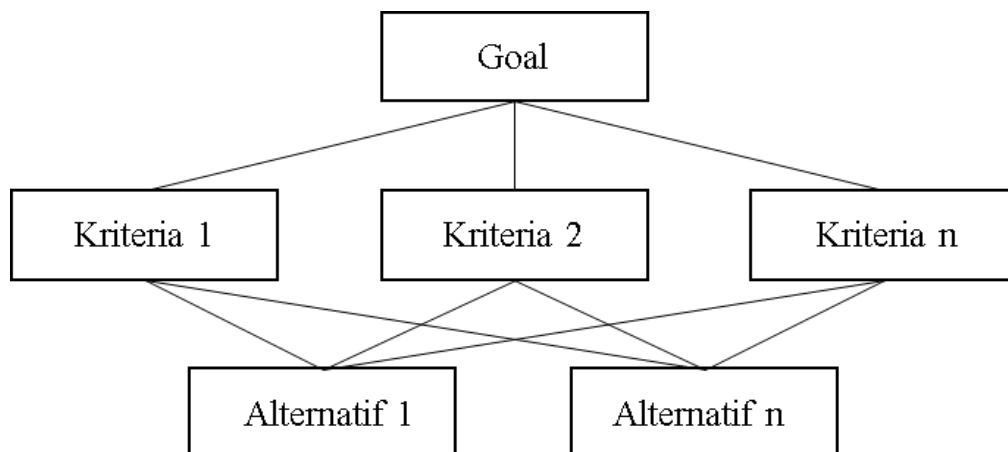 Goal
Kriteria 1
Kriteria 2
Kriteria n
Alternatif 1
Alternatif n